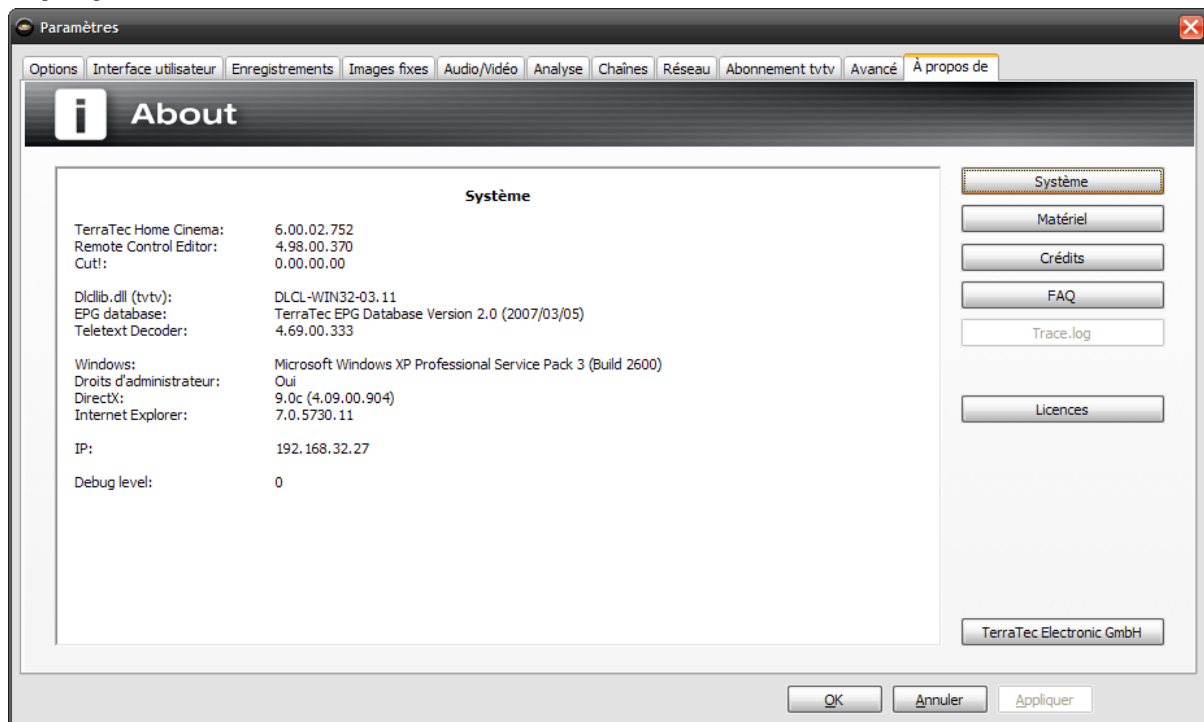 Paramètres
Options Interface utilisateur Enregistrements Images fixes Audio/Vidéo Analyse Chaînes Réseau Abonnement tvtv Avancé À propos de
i About
Système
TerraTec Home Cinema: 6.00.02.752
Remote Control Editor: 4.98.00.370
Cut!: 0.00.00.00
Dlcllib.dll (tvtv): DLCL-WIN32-03.11
EPG database: TerraTec EPG Database Version 2.0 (2007/03/05)
Teletext Decoder: 4.69.00.333
Windows: Microsoft Windows XP Professional Service Pack 3 (Build 2600)
Droits d'administrateur: Oui
DirectX: 9.0c (4.09.00.904)
Internet Explorer: 7.0.5730.11
IP: 192.168.32.27
Debug level: 0
Système
Matériel
Crédits
FAQ
Trace.log
Licences
TerraTec Electronic GmbH
OK Annuler Appliquer